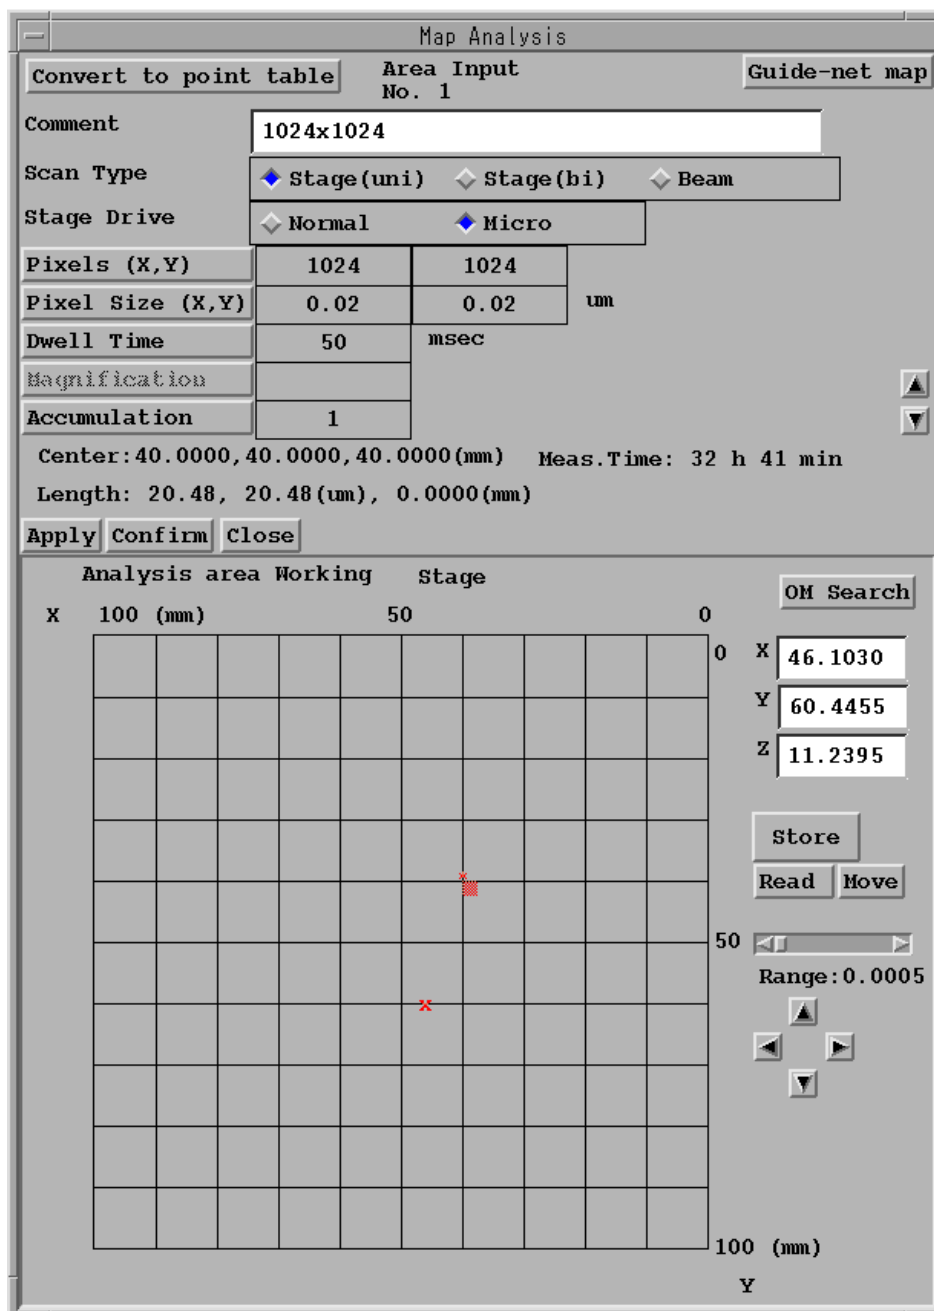 Map Analysis
Convert to point table
Area Input
No. 1
Guide-net map
Comment
1024x1024
Scan Type
Stage(uni) Stage(bi) Beam
Stage Drive
Normal Micro
Pixels (X,Y) 1024 1024
Pixel Size (X,Y) 0.02 0.02 um
Dwell Time 50 msec
Magnification
Accumulation 1
Center:40.0000,40.0000,40.0000(mm) Meas.Time: 32 h 41 min
Length: 20.48, 20.48(um), 0.0000(mm)
Apply Confirm Close
Analysis area Working Stage
OM Search
X 100 (mm) 50 0
0
X 46.1030
Y 60.4455
Z 11.2395
Store
Read Move
50
Range:0.0005
x
x
100 (mm)
Y